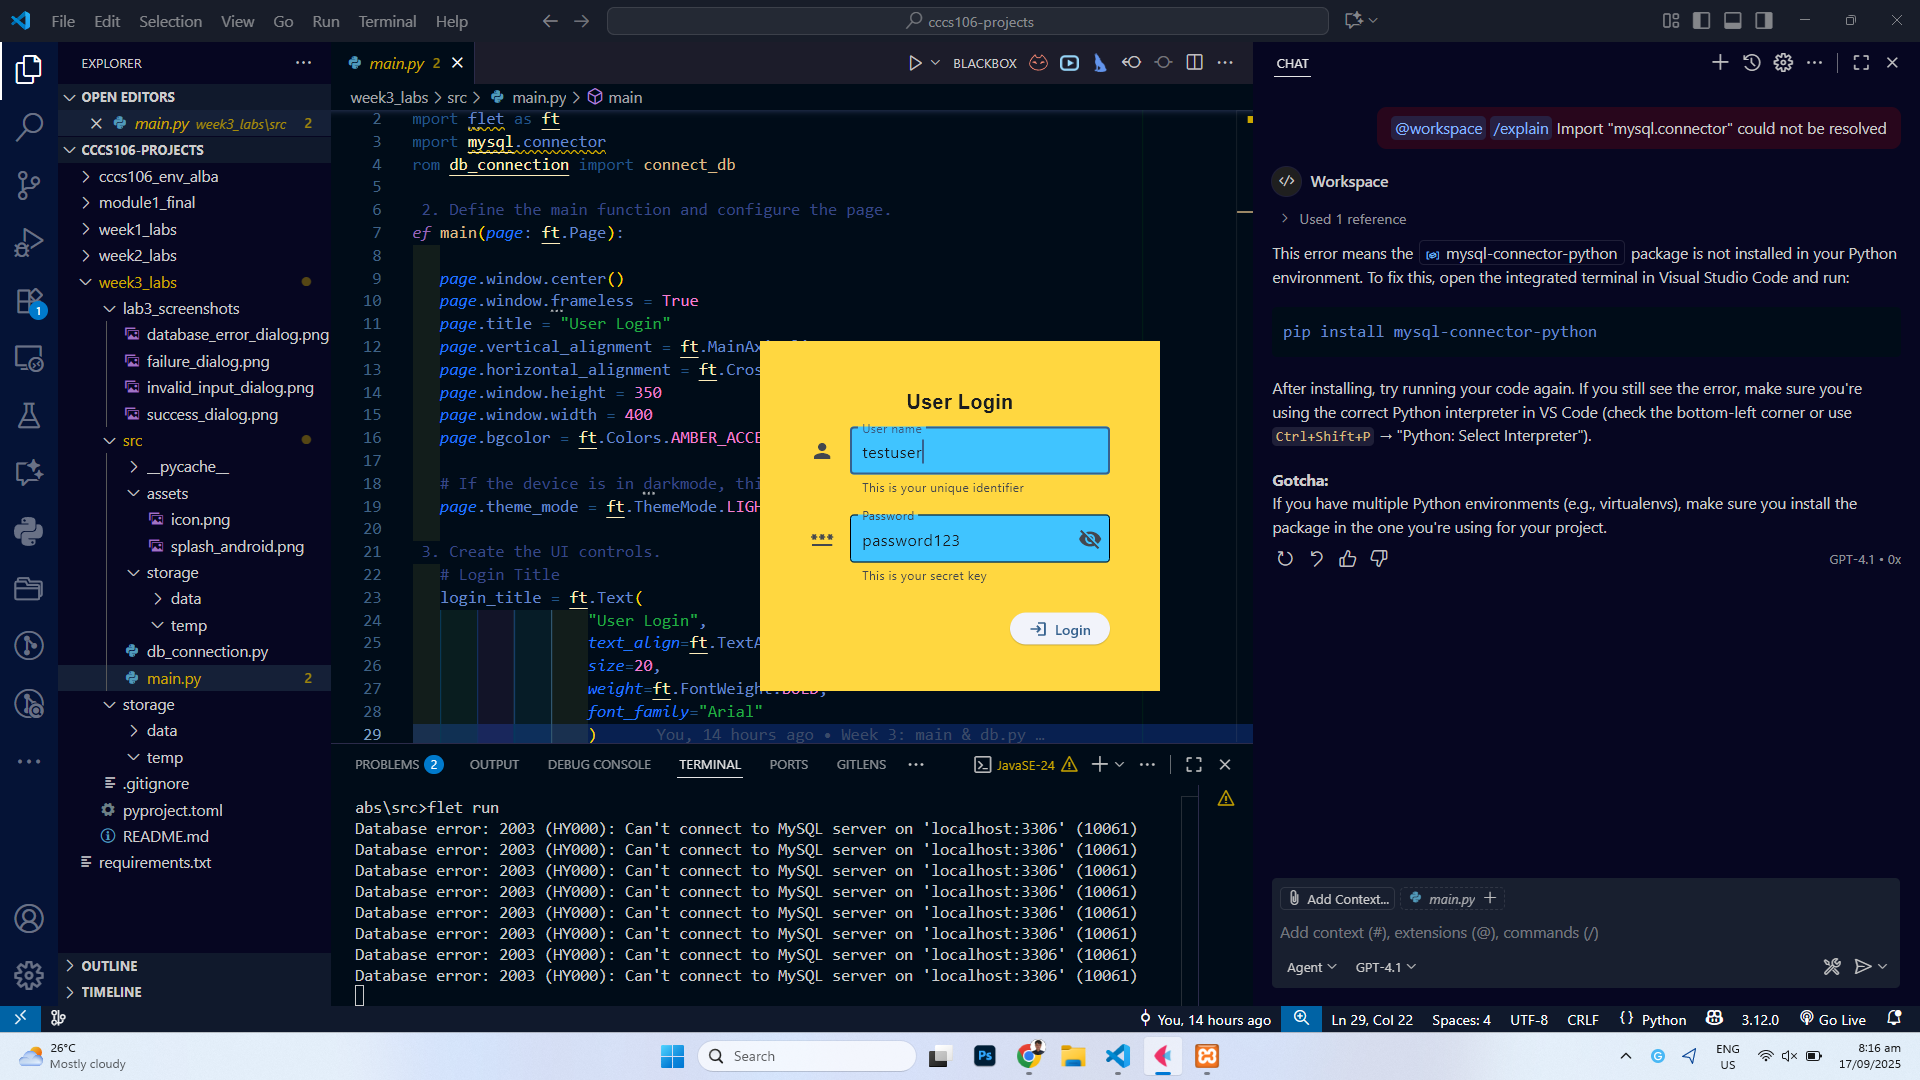 File Edit Selection View Go Run Terminal Help
cccs106-projects
EXPLORER
OPEN EDITORS
main.py week3_labs\src 2
CCCS106-PROJECTS
cccs106_env_alba
module1_final
week1_labs
week2_labs
week3_labs
lab3_screenshots
database_error_dialog.png
failure_dialog.png
invalid_input_dialog.png
success_dialog.png
src
__pycache__
assets
icon.png
splash_android.png
storage
data
temp
db_connection.py
main.py 2
storage
data
temp
.gitignore
pyproject.toml
README.md
requirements.txt
OUTLINE
TIMELINE
1
main.py 2
BLACKBOX
week3_labs > src > main.py > main
2 mport flet as ft
3 mport mysql.connector
4 rom db_connection import connect_db
5
6 2. Define the main function and configure the page.
7 ef main(page: ft.Page):
8
9 page.window.center()
10 page.window.frameless = True
11 page.title = "User Login"
12 page.vertical_alignment = ft.MainAx
13 page.horizontal_alignment = ft.Cros
14 page.window.height = 350
15 page.window.width = 400
16 page.bgcolor = ft.Colors.AMBER_ACCE
17
18 # If the device is in darkmode, thi
19 page.theme_mode = ft.ThemeMode.LIGH
20
21 3. Create the UI controls.
22 # Login Title
23 login_title = ft.Text(
24 "User Login",
25 text_align=ft.TextA
26 size=20,
27 weight=ft.FontWeight.BOLD,
28 font_family="Arial"
29 ) You, 14 hours ago • Week 3: main & db.py …
User Login
User name
testuser
This is your unique identifier
Password
password123
This is your secret key
Login
PROBLEMS 2 OUTPUT DEBUG CONSOLE TERMINAL PORTS GITLENS
JavaSE-24
abs\src>flet run
Database error: 2003 (HY000): Can't connect to MySQL server on 'localhost:3306' (10061)
Database error: 2003 (HY000): Can't connect to MySQL server on 'localhost:3306' (10061)
Database error: 2003 (HY000): Can't connect to MySQL server on 'localhost:3306' (10061)
Database error: 2003 (HY000): Can't connect to MySQL server on 'localhost:3306' (10061)
Database error: 2003 (HY000): Can't connect to MySQL server on 'localhost:3306' (10061)
Database error: 2003 (HY000): Can't connect to MySQL server on 'localhost:3306' (10061)
Database error: 2003 (HY000): Can't connect to MySQL server on 'localhost:3306' (10061)
Database error: 2003 (HY000): Can't connect to MySQL server on 'localhost:3306' (10061)
CHAT
@workspace /explain Import "mysql.connector" could not be resolved
Workspace
Used 1 reference
This error means the mysql-connector-python package is not installed in your Python
environment. To fix this, open the integrated terminal in Visual Studio Code and run:
pip install mysql-connector-python
After installing, try running your code again. If you still see the error, make sure you're
using the correct Python interpreter in VS Code (check the bottom-left corner or use
Ctrl+Shift+P → "Python: Select Interpreter").
Gotcha:
If you have multiple Python environments (e.g., virtualenvs), make sure you install the
package in the one you're using for your project.
GPT-4.1 • 0x
Add Context... main.py
Add context (#), extensions (@), commands (/)
Agent GPT-4.1
You, 14 hours ago Ln 29, Col 22 Spaces: 4 UTF-8 CRLF {} Python 3.12.0 Go Live
26°C
Mostly cloudy
Search
Ps
ENG
US
8:16 am
17/09/2025